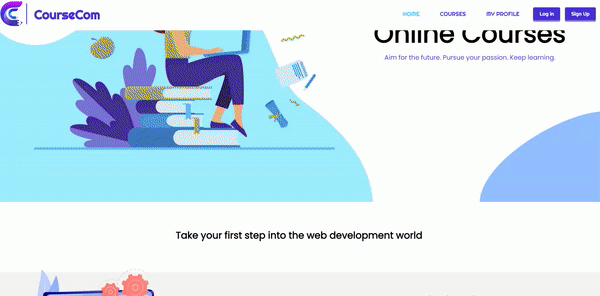 CourseCom
HOME
COURSES
MY PROFILE
Log in
Sign Up
Online Courses
Aim for the future. Pursue your passion. Keep learning.
Take your first step into the web development world